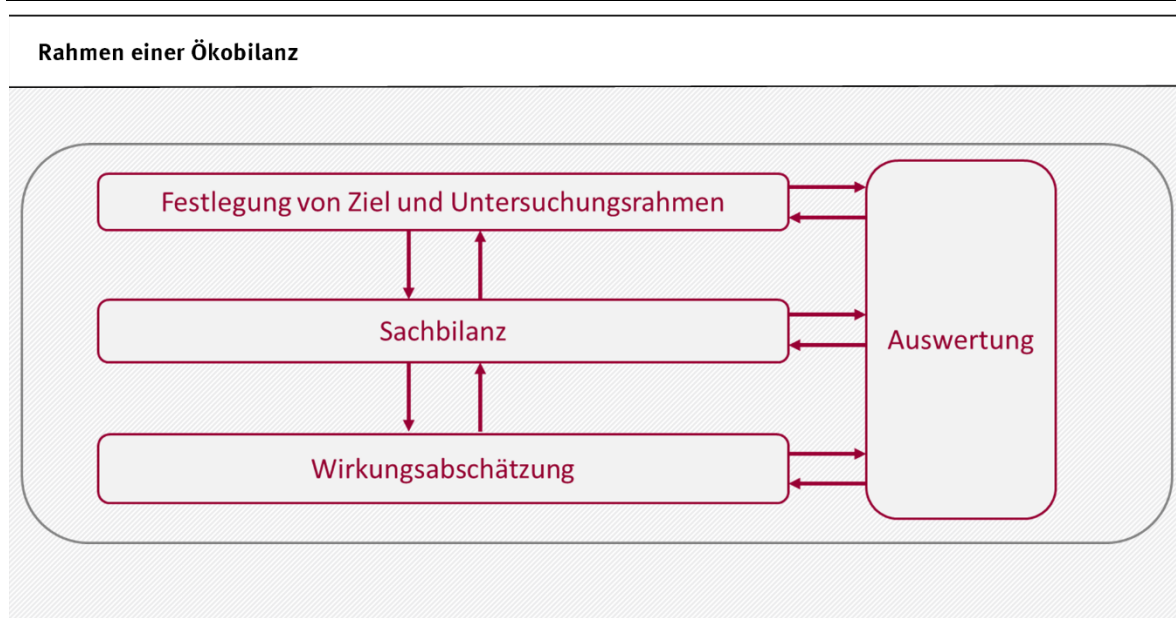 Rahmen einer Ökobilanz
Festlegung von Ziel und Untersuchungsrahmen
Sachbilanz
Auswertung
Wirkungsabschätzung